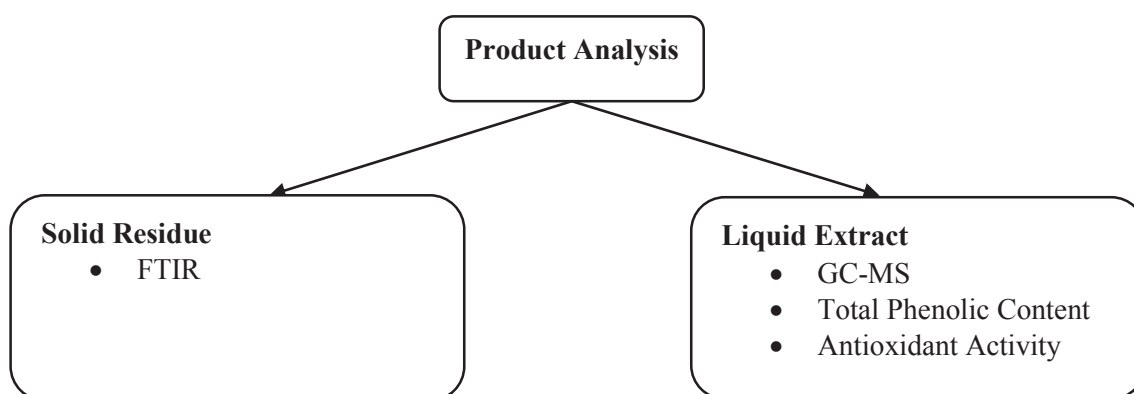 Product Analysis
Solid Residue
• FTIR
Liquid Extract
• GC-MS
• Total Phenolic Content
• Antioxidant Activity